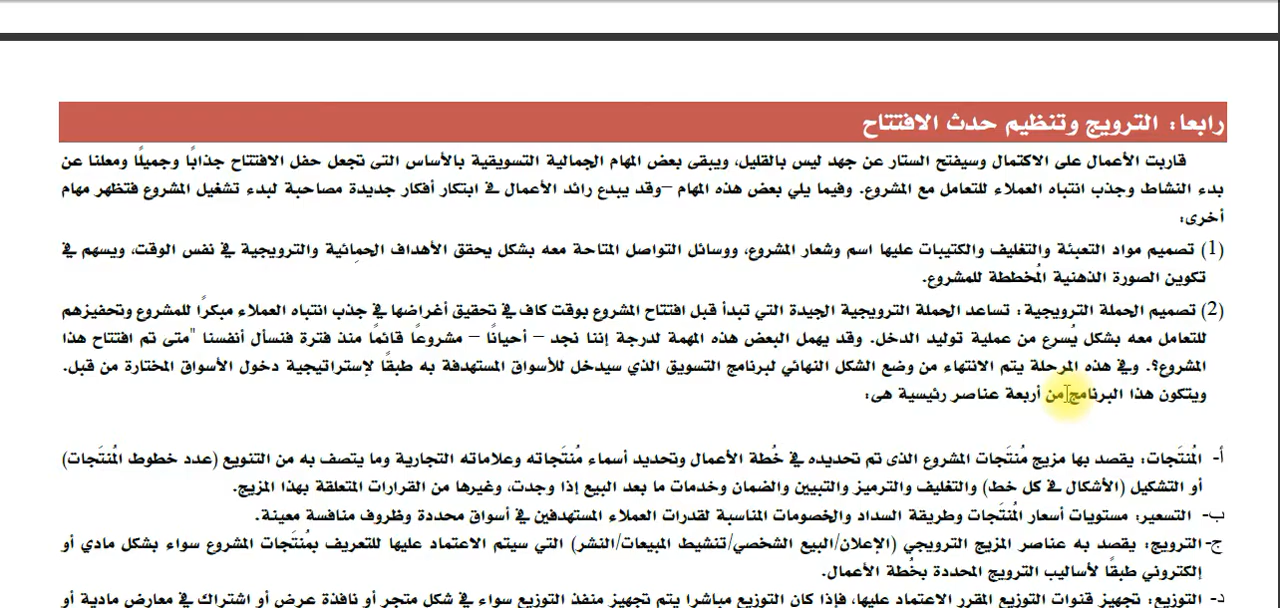 رابعا: الترويج وتنظيم حدث الافتتاح
قاربت الأعمال على الاكتمال وسيفتح الستار عن جهد ليس بالقليل، ويبقى بعض المهام الجمالية التسويقية بالأساس التى تجعل حفل الافتتاح جذابًا وجميلًا ومعلنا عن
بدء النشاط وجذب انتباه العملاء للتعامل مع المشروع. وفيما يلي بعض هذه المهام –وقد يبدع رائد الأعمال فى ابتكار أفكار جديدة مصاحبة لبدء تشغيل المشروع فتظهر مهام
أخرى:
(1) تصميم مواد التعبئة والتغليف والكتيبات عليها اسم وشعار المشروع، ووسائل التواصل المتاحة معه بشكل يحقق الأهداف الحِمائية والترويجية في نفس الوقت، ويسهم في
تكوين الصورة الذهنية المُخططة للمشروع.
(2) تصميم الحملة الترويجية: تساعد الحملة الترويجية الجيدة التي تبدأ قبل افتتاح المشروع بوقت كاف في تحقيق أغراضها في جذب انتباه العملاء مبكرًا للمشروع وتحفيزهم
للتعامل معه بشكل يُسرع من عملية توليد الدخل. وقد يهمل البعض هذه المهمة لدرجة إننا نجد – أحيانًا – مشروعًا قائمًا منذ فترة فنسأل أنفسنا "متى تم افتتاح هذا
المشروع؟. وفي هذه المرحلة يتم الانتهاء من وضع الشكل النهائي لبرنامج التسويق الذي سيدخل للأسواق المستهدفة به طبقًا لإستراتيجية دخول الأسواق المختارة من قبل.
ويتكون هذا البرنامج من أربعة عناصر رئيسية هى:
أ- المُنتَجات: يقصد بها مزيج مُنتَجات المشروع الذى تم تحديده في خُطة الأعمال وتحديد أسماء مُنتَجاته وعلاماته التجارية وما يتصف به من التنويع (عدد خطوط المُنتَجات)
أو التشكيل (الأشكال في كل خط) والتغليف والترميز والتبيين والضمان وخدمات ما بعد البيع إذا وجدت، وغيرها من القرارات المتعلقة بهذا المزيج.
ب- التسعير: مستويات أسعار المُنتَجات وطريقة السداد والخصومات المناسبة لقدرات العملاء المستهدفين في أسواق محددة وظروف منافسة معينة.
ج- الترويج: يقصد به عناصر المزيج الترويجي (الإعلان/البيع الشخصي/تنشيط المبيعات/النشر) التي سيتم الاعتماد عليها للتعريف بمُنتَجات المشروع سواء بشكل مادي أو
إلكتروني طبقًا لأساليب الترويج المحددة بخُطة الأعمال.
د- التوزيع: تجهيز قنوات التوزيع المقرر الاعتماد عليها، فإذا كان التوزيع مباشرا يتم تجهيز منفذ التوزيع سواء في شكل متجر أو نافذة عرض أو اشتراك في معارض مادية أو